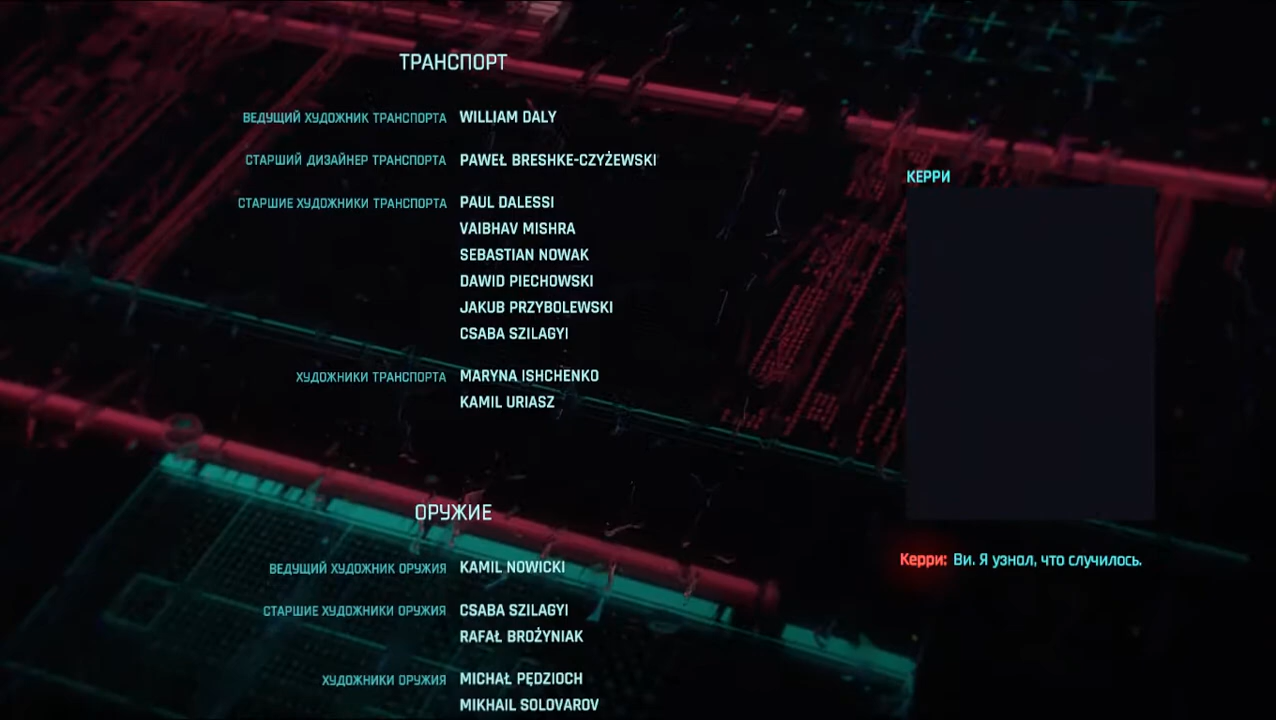 ТРАНСПОРТ
ВЕДУЩИЙ ХУДОЖНИК ТРАНСПОРТА WILLIAM DALY
СТАРШИЙ ДИЗАЙНЕР ТРАНСПОРТА PAWEŁ BRESHKE-CZYŻEWSKI
СТАРШИЕ ХУДОЖНИКИ ТРАНСПОРТА PAUL DALESSI
VAIBHAV MISHRA
SEBASTIAN NOWAK
DAWID PIECHOWSKI
JAKUB PRZYBOLEWSKI
CSABA SZILAGYI
ХУДОЖНИКИ ТРАНСПОРТА MARYNA ISHCHENKO
KAMIL URIASZ
ОРУЖИЕ
ВЕДУЩИЙ ХУДОЖНИК ОРУЖИЯ KAMIL NOWICKI
СТАРШИЕ ХУДОЖНИКИ ОРУЖИЯ CSABA SZILAGYI
RAFAŁ BROŻYNIAK
ХУДОЖНИКИ ОРУЖИЯ MICHAŁ PĘDZIOCH
MIKHAIL SOLOVAROV
КЕРРИ
Керри: Ви. Я узнал, что случилось.